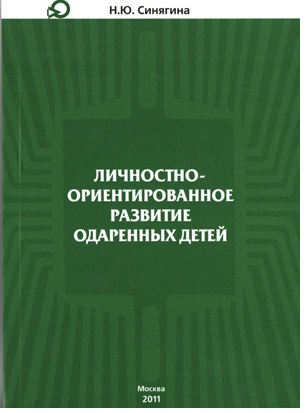 Н.Ю. Синягина
ЛИЧНОСТНО-
ОРИЕНТИРОВАННОЕ
РАЗВИТИЕ
ОДАРЕННЫХ ДЕТЕЙ
Москва
2011